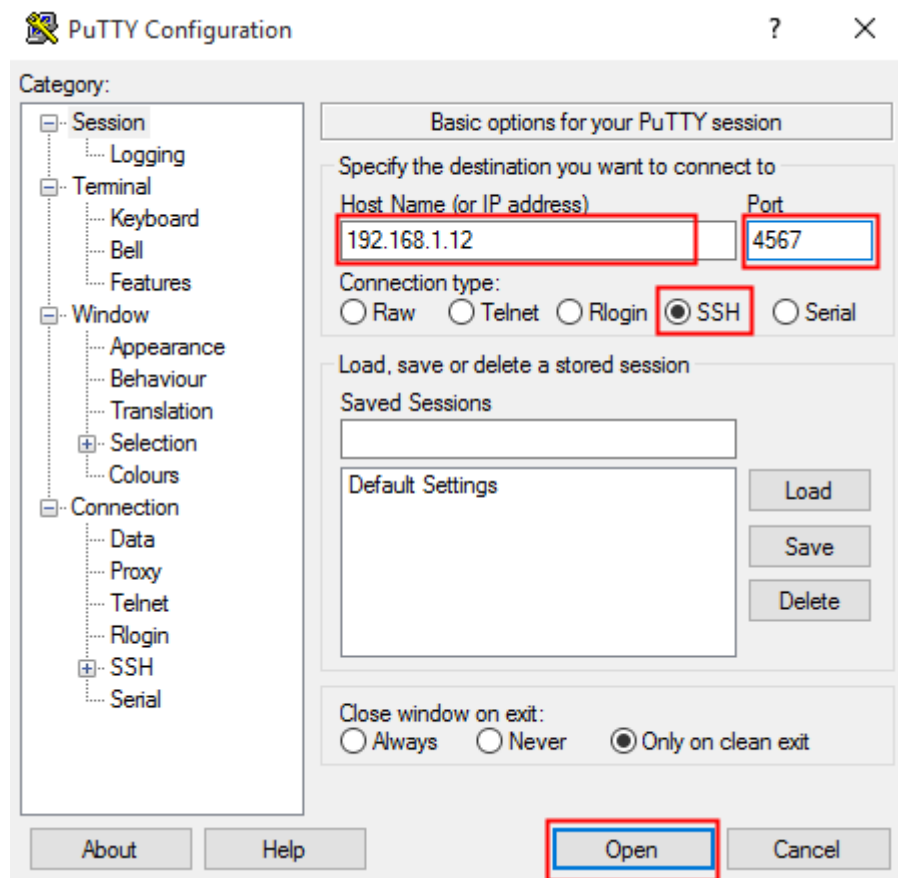 PuTTY Configuration
?
Category:
Session
Logging
Terminal
Keyboard
Bell
Features
Window
Appearance
Behaviour
Translation
Selection
Colours
Connection
Data
Proxy
Telnet
Rlogin
SSH
Serial
Basic options for your PuTTY session
Specify the destination you want to connect to
Host Name (or IP address) Port
192.168.1.12 4567
Connection type:
Raw Telnet Rlogin SSH Serial
Load, save or delete a stored session
Saved Sessions
Default Settings
Load
Save
Delete
Close window on exit:
Always Never Only on clean exit
About Help Open Cancel